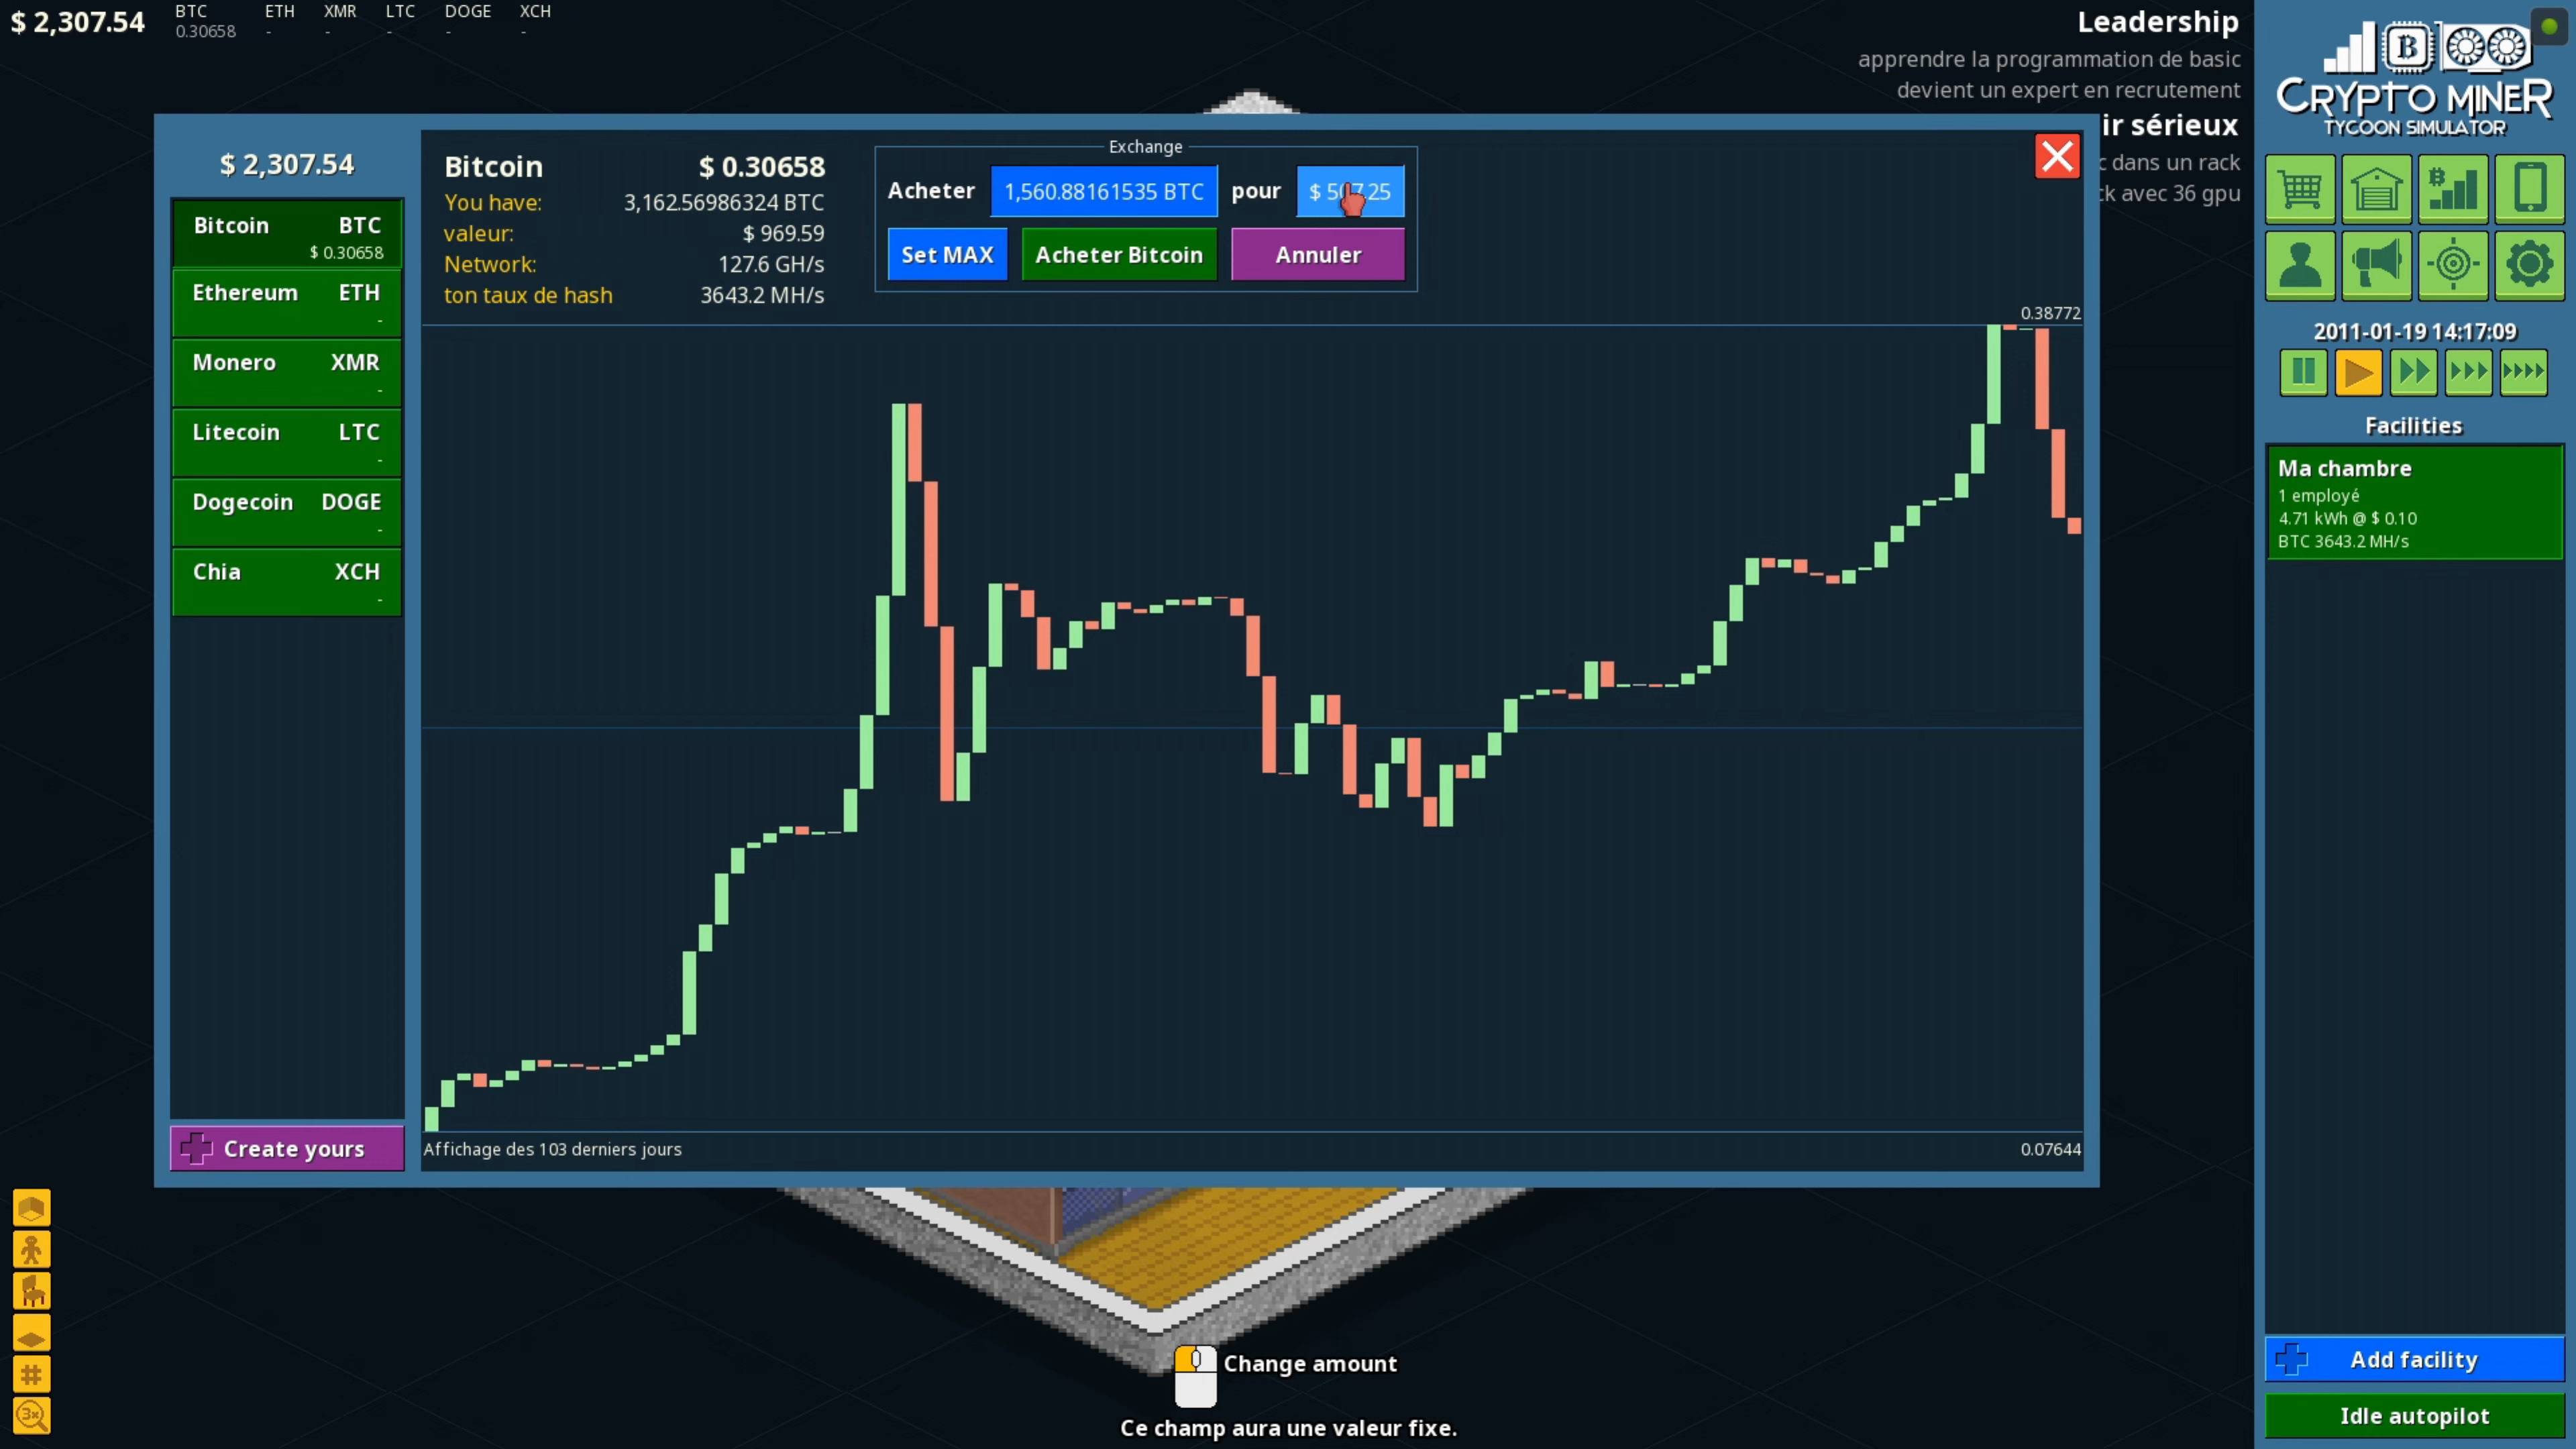 $ 2,307.54
BTC ETH XMR LTC DOGE XCH
0.30658 - - - - -
Leadership
apprendre la programmation de basic
devient un expert en recrutement
ir sérieux
c dans un rack
ck avec 36 gpu
CRYPTO MINER
TYCOON SIMULATOR
$ 2,307.54
Bitcoin BTC
$ 0.30658
Ethereum ETH
-
Monero XMR
-
Litecoin LTC
-
Dogecoin DOGE
-
Chia XCH
-
Create yours
Bitcoin $ 0.30658
You have: 3,162.56986324 BTC
valeur: $ 969.59
Network: 127.6 GH/s
ton taux de hash 3643.2 MH/s
Exchange
Acheter 1,560.88161535 BTC pour
Set MAX Acheter Bitcoin Annuler
0.38772
Affichage des 103 derniers jours 0.07644
2011-01-19 14:17:09
Facilities
Ma chambre
1 employé
4.71 kWh @ $ 0.10
BTC 3643.2 MH/s
Add facility
Idle autopilot
3x
Change amount
Ce champ aura une valeur fixe.